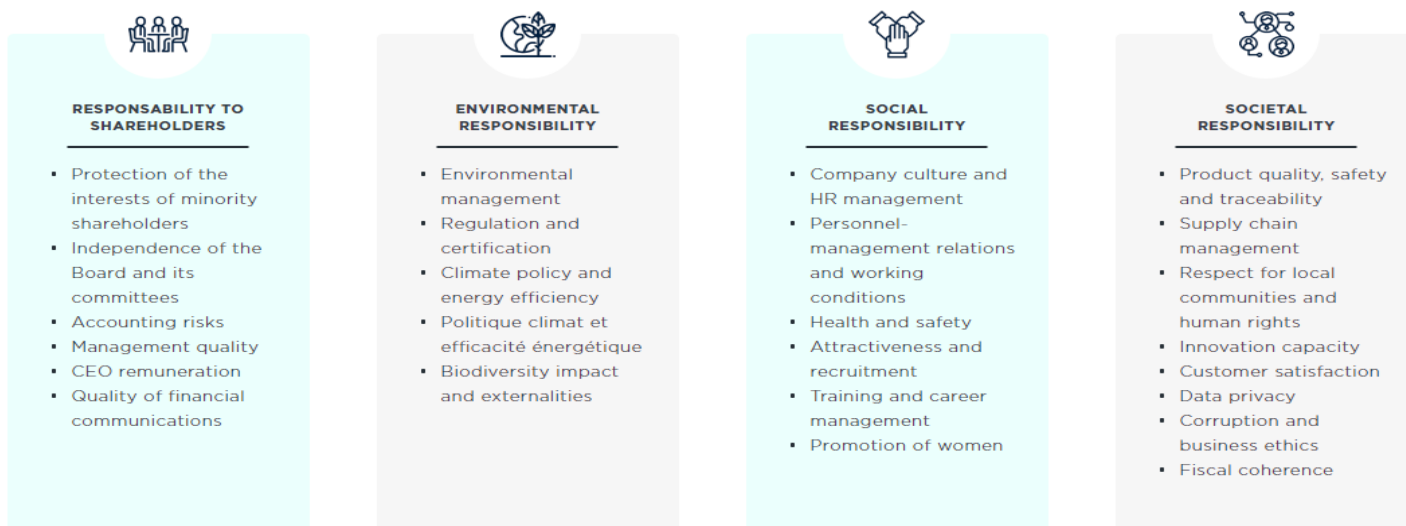 RESPONSABILITY TO
SHAREHOLDERS
▪ Protection of the
interests of minority
shareholders
▪ Independence of the
Board and its
committees
▪ Accounting risks
▪ Management quality
▪ CEO remuneration
▪ Quality of financial
communications
ENVIRONMENTAL
RESPONSIBILITY
▪ Environmental
management
▪ Regulation and
certification
▪ Climate policy and
energy efficiency
▪ Politique climat et
efficacité énergétique
▪ Biodiversity impact
and externalities
SOCIAL
RESPONSIBILITY
▪ Company culture and
HR management
▪ Personnel-
management relations
and working
conditions
▪ Health and safety
▪ Attractiveness and
recruitment
▪ Training and career
management
▪ Promotion of women
SOCIETAL
RESPONSIBILITY
▪ Product quality, safety
and traceability
▪ Supply chain
management
▪ Respect for local
communities and
human rights
▪ Innovation capacity
▪ Customer satisfaction
▪ Data privacy
▪ Corruption and
business ethics
▪ Fiscal coherence